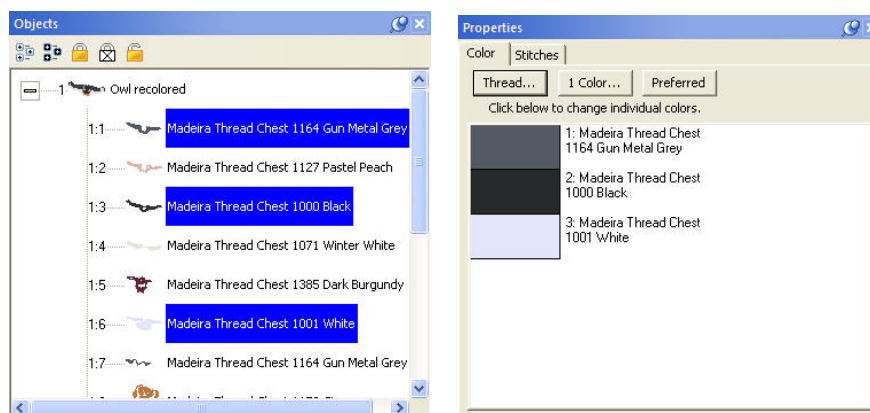 Objects
1 Owl recolored
1:1 Madeira Thread Chest 1164 Gun Metal Grey
1:2 Madeira Thread Chest 1127 Pastel Peach
1:3 Madeira Thread Chest 1000 Black
1:4 Madeira Thread Chest 1071 Winter White
1:5 Madeira Thread Chest 1385 Dark Burgundy
1:6 Madeira Thread Chest 1001 White
1:7 Madeira Thread Chest 1164 Gun Metal Grey
Properties
Color Stitches
Thread... 1 Color... Preferred
Click below to change individual colors.
1: Madeira Thread Chest
1164 Gun Metal Grey
2: Madeira Thread Chest
1000 Black
3: Madeira Thread Chest
1001 White